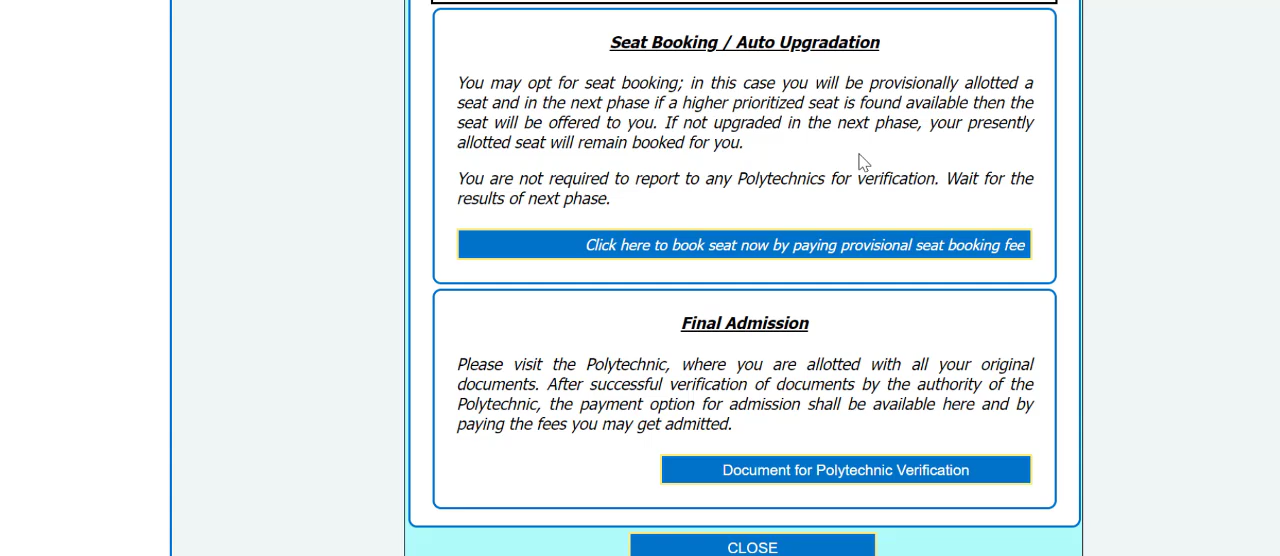 Seat Booking / Auto Upgradation
You may opt for seat booking; in this case you will be provisionally allotted a
seat and in the next phase if a higher prioritized seat is found available then the
seat will be offered to you. If not upgraded in the next phase, your presently
allotted seat will remain booked for you.
You are not required to report to any Polytechnics for verification. Wait for the
results of next phase.
Click here to book seat now by paying provisional seat booking fee
Final Admission
Please visit the Polytechnic, where you are allotted with all your original
documents. After successful verification of documents by the authority of the
Polytechnic, the payment option for admission shall be available here and by
paying the fees you may get admitted.
Document for Polytechnic Verification
CLOSE